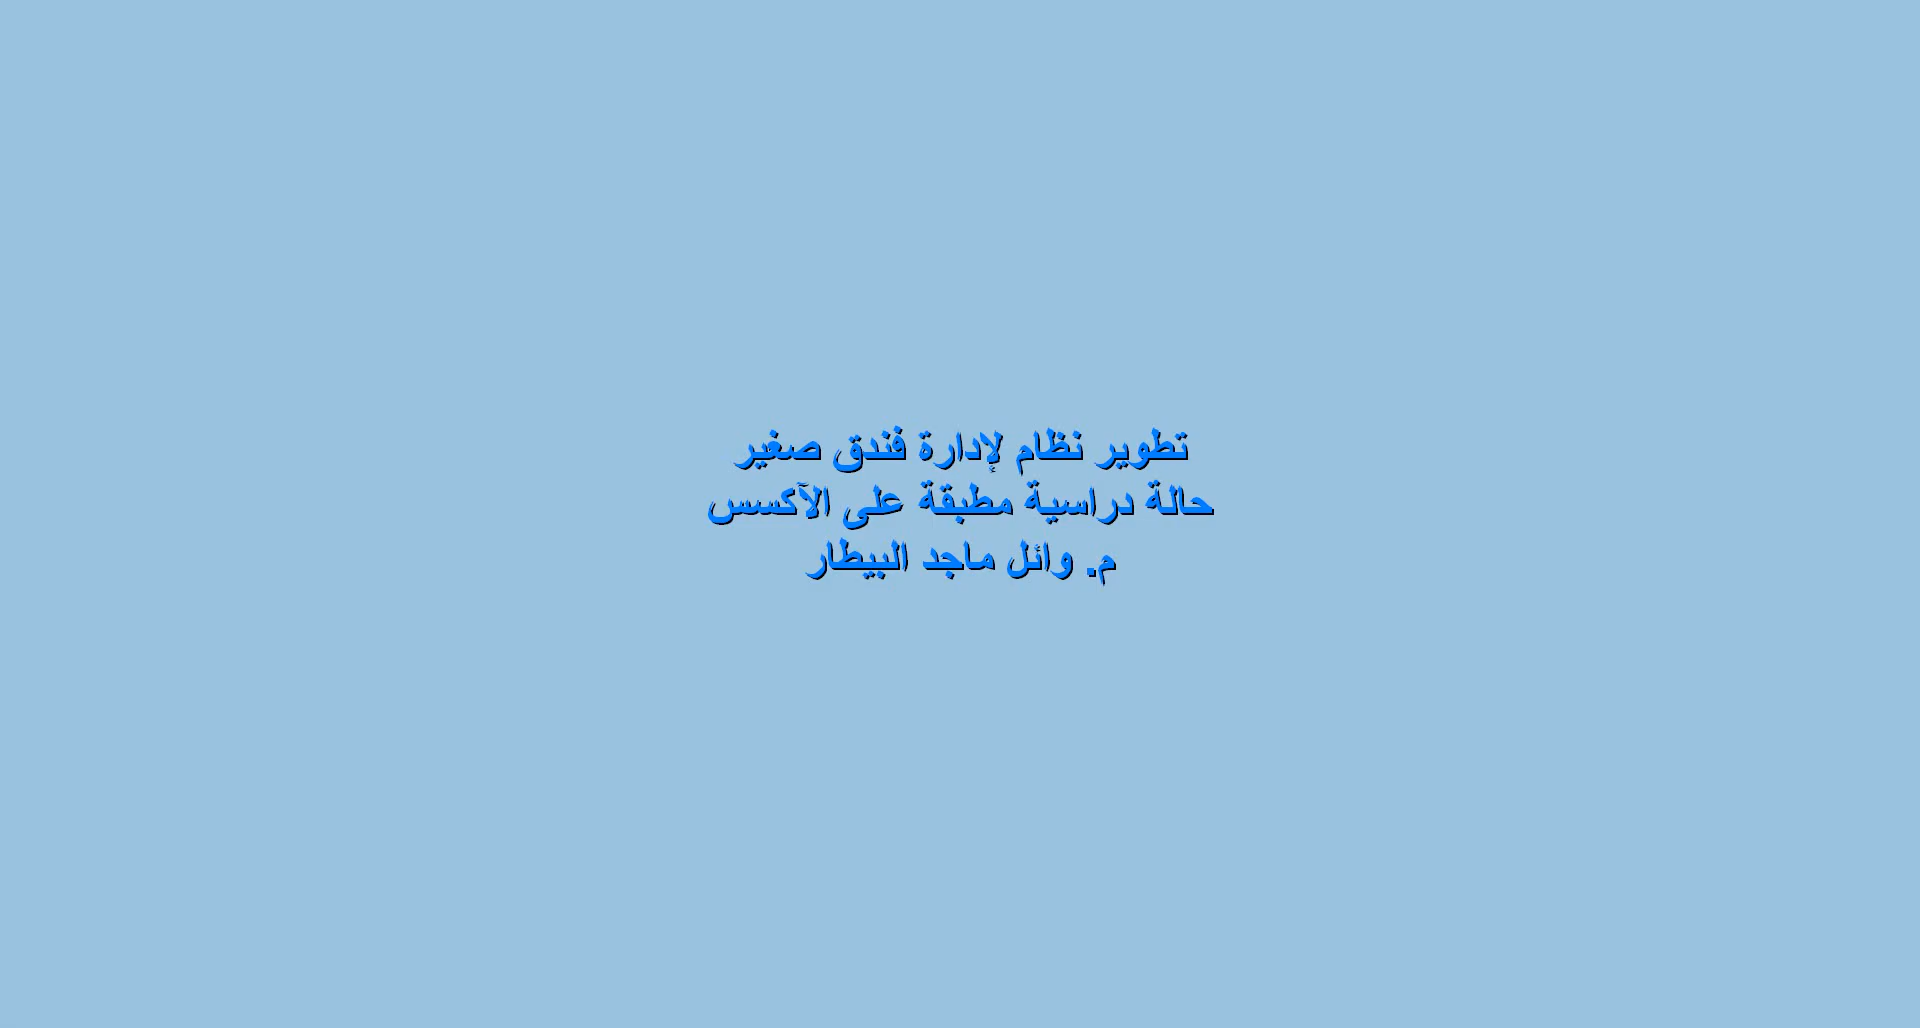 تطوير نظام لإدارة فندق صغير
حالة دراسية مطبقة على الآكسس
م. وائل ماجد البيطار